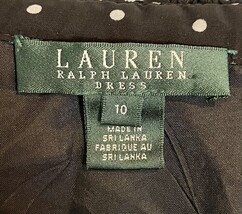 LAUREN
RALPH LAUREN
DRESS
10
MADE IN
SRI LANKA
FABRIQUE AU
SRI LANKA